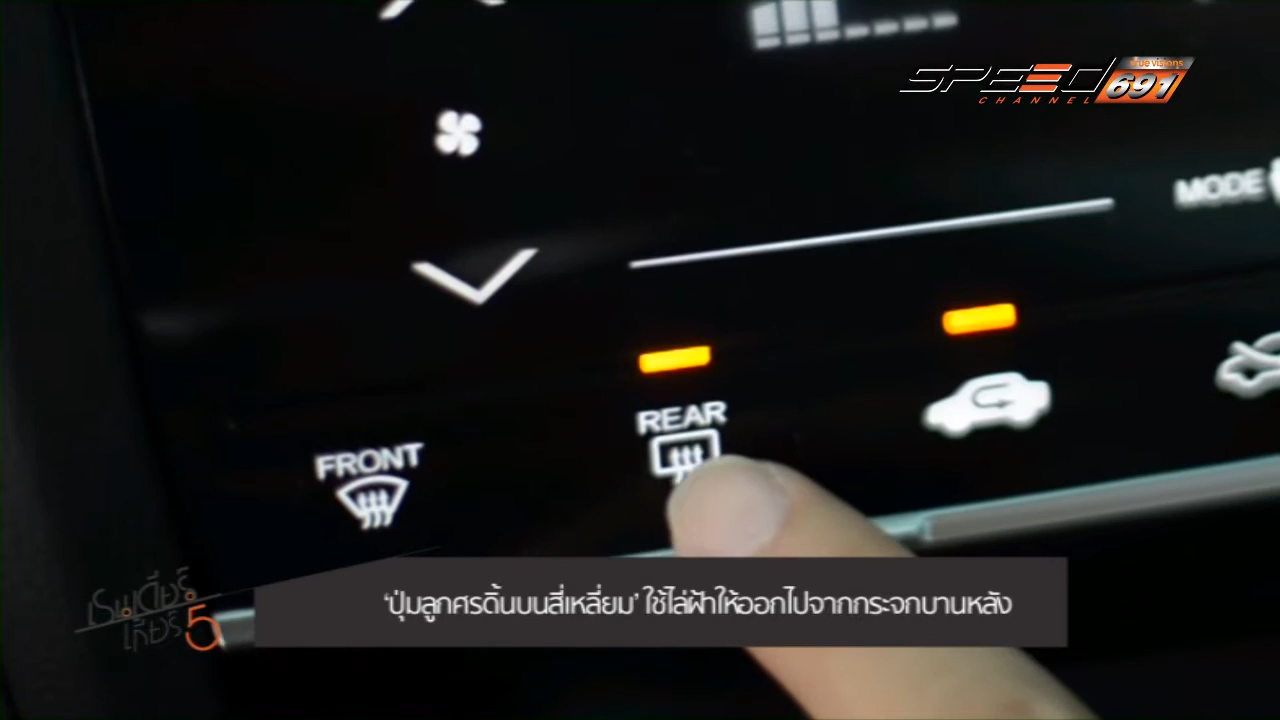 true visions
SPEED 691
CHANNEL
MODE
REAR
FRONT
'ปุ่มลูกศรดิ้นบนสี่เหลี่ยม' ใช้ไล่ฝ้าให้ออกไปจากกระจกบานหลัง
5